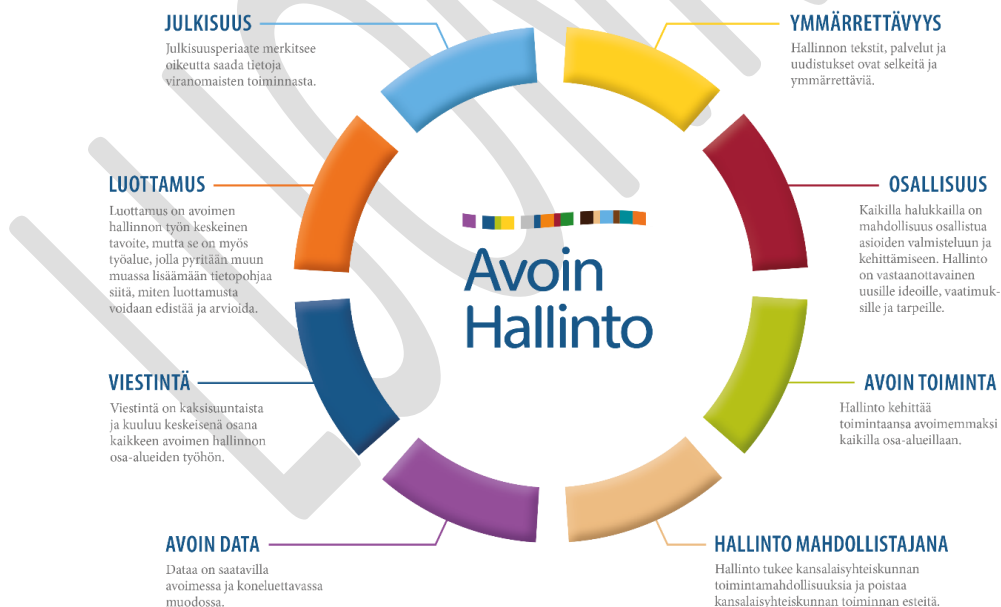 JULKISUUS
Julkisuusperiaate merkitsee
oikeutta saada tietoja
viranomaisten toiminnasta.
YMMÄRRETTÄVYYS
Hallinnon tekstit, palvelut ja
uudistukset ovat selkeitä ja
ymmärrettäviä.
LUOTTAMUS
Luottamus on avoimen
hallinnon työn keskeinen
tavoite, mutta se on myös
työalue, jolla pyritään muun
muassa lisäämään tietopohjaa
siitä, miten luottamusta
voidaan edistää ja arvioida.
OSALLISUUS
Kaikilla halukkailla on
mahdollisuus osallistua
asioiden valmisteluun ja
kehittämiseen. Hallinto
on vastaanottavainen
uusille ideoille, vaatimuk-
sille ja tarpeille.
Avoin
Hallinto
VIESTINTÄ
Viestintä on kaksisuuntaista
ja kuuluu keskeisenä osana
kaikkeen avoimen hallinnon
osa-alueiden työhön.
AVOIN TOIMINTA
Hallinto kehittää
toimintaansa avoimemmaksi
kaikilla osa-alueillaan.
AVOIN DATA
Dataa on saatavilla
avoimessa ja koneluettavassa
muodossa.
HALLINTO MAHDOLLISTAJANA
Hallinto tukee kansalaisyhteiskunnan
toimintamahdollisuuksia ja poistaa
kansalaisyhteiskunnan toiminnan esteitä.